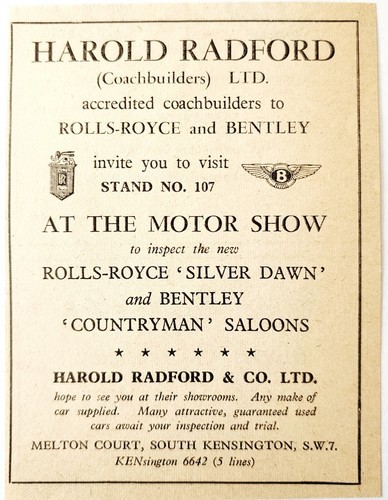 HAROLD RADFORD
(Coachbuilders) LTD.
accredited coachbuilders to
ROLLS-ROYCE and BENTLEY
invite you to visit
STAND NO. 107
B
AT THE MOTOR SHOW
to inspect the new
ROLLS-ROYCE ‘SILVER DAWN’
and BENTLEY
‘COUNTRYMAN’ SALOONS
★ ★ ★ ★ ★ ★
HAROLD RADFORD & CO. LTD.
hope to see you at their showrooms. Any make of
car supplied. Many attractive, guaranteed used
cars await your inspection and trial.
MELTON COURT, SOUTH KENSINGTON, S.W.7.
KENsington 6642 (5 lines)